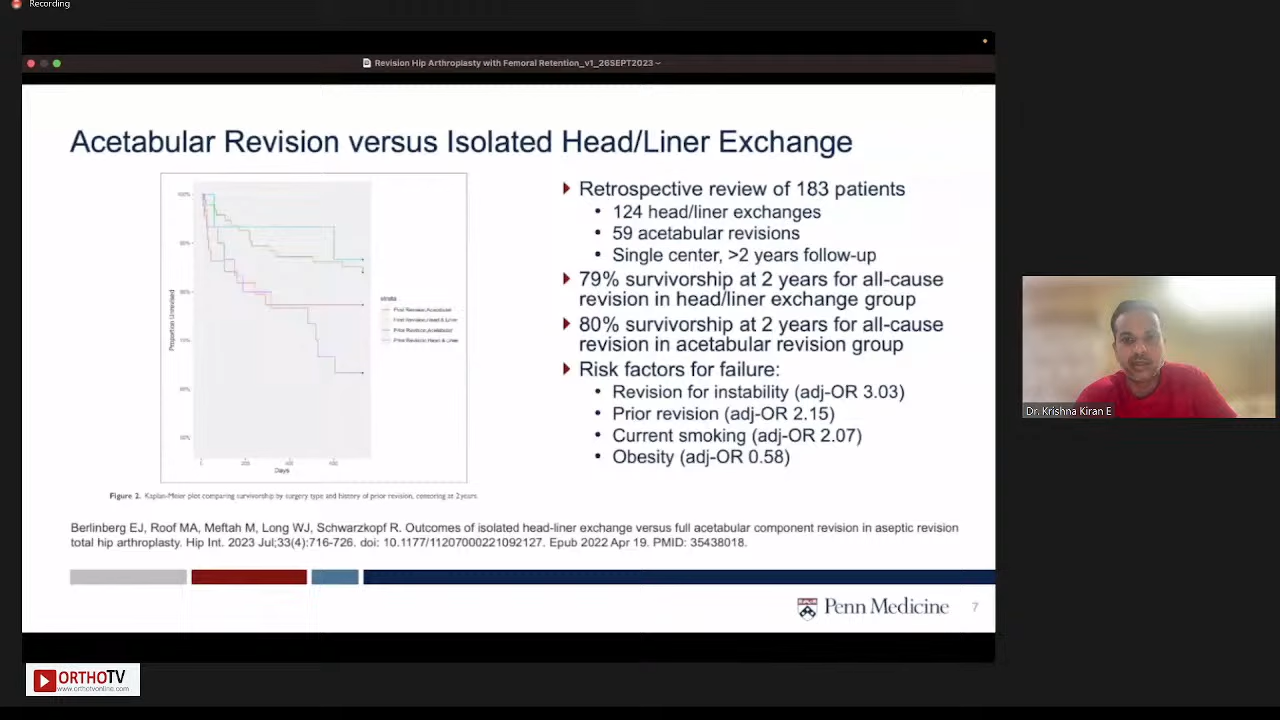 Recording
Revision Hip Arthroplasty with Femoral Retention_v1_26SEPT2023
Acetabular Revision versus Isolated Head/Liner Exchange
Retrospective review of 183 patients
• 124 head/liner exchanges
• 59 acetabular revisions
• Single center, >2 years follow-up
79% survivorship at 2 years for all-cause
revision in head/liner exchange group
80% survivorship at 2 years for all-cause
revision in acetabular revision group
Risk factors for failure:
• Revision for instability (adj-OR 3.03)
• Prior revision (adj-OR 2.15)
• Current smoking (adj-OR 2.07)
• Obesity (adj-OR 0.58)
Proportion Unrevised
100%
strata
0
200
400
Days
Figure 2. Kaplan-Meier plot comparing survivorship by surgery type and history of prior revision, censoring at 2 years.
Berlinberg EJ, Roof MA, Meftah M, Long WJ, Schwarzkopf R. Outcomes of isolated head-liner exchange versus full acetabular component revision in aseptic revision
total hip arthroplasty. Hip Int. 2023 Jul;33(4):716-726. doi: 10.1177/11207000221092127. Epub 2022 Apr 19. PMID: 35438018.
Penn Medicine
7
Dr. Krishna Kiran E
ORTHOTV
www.orthotvonline.com